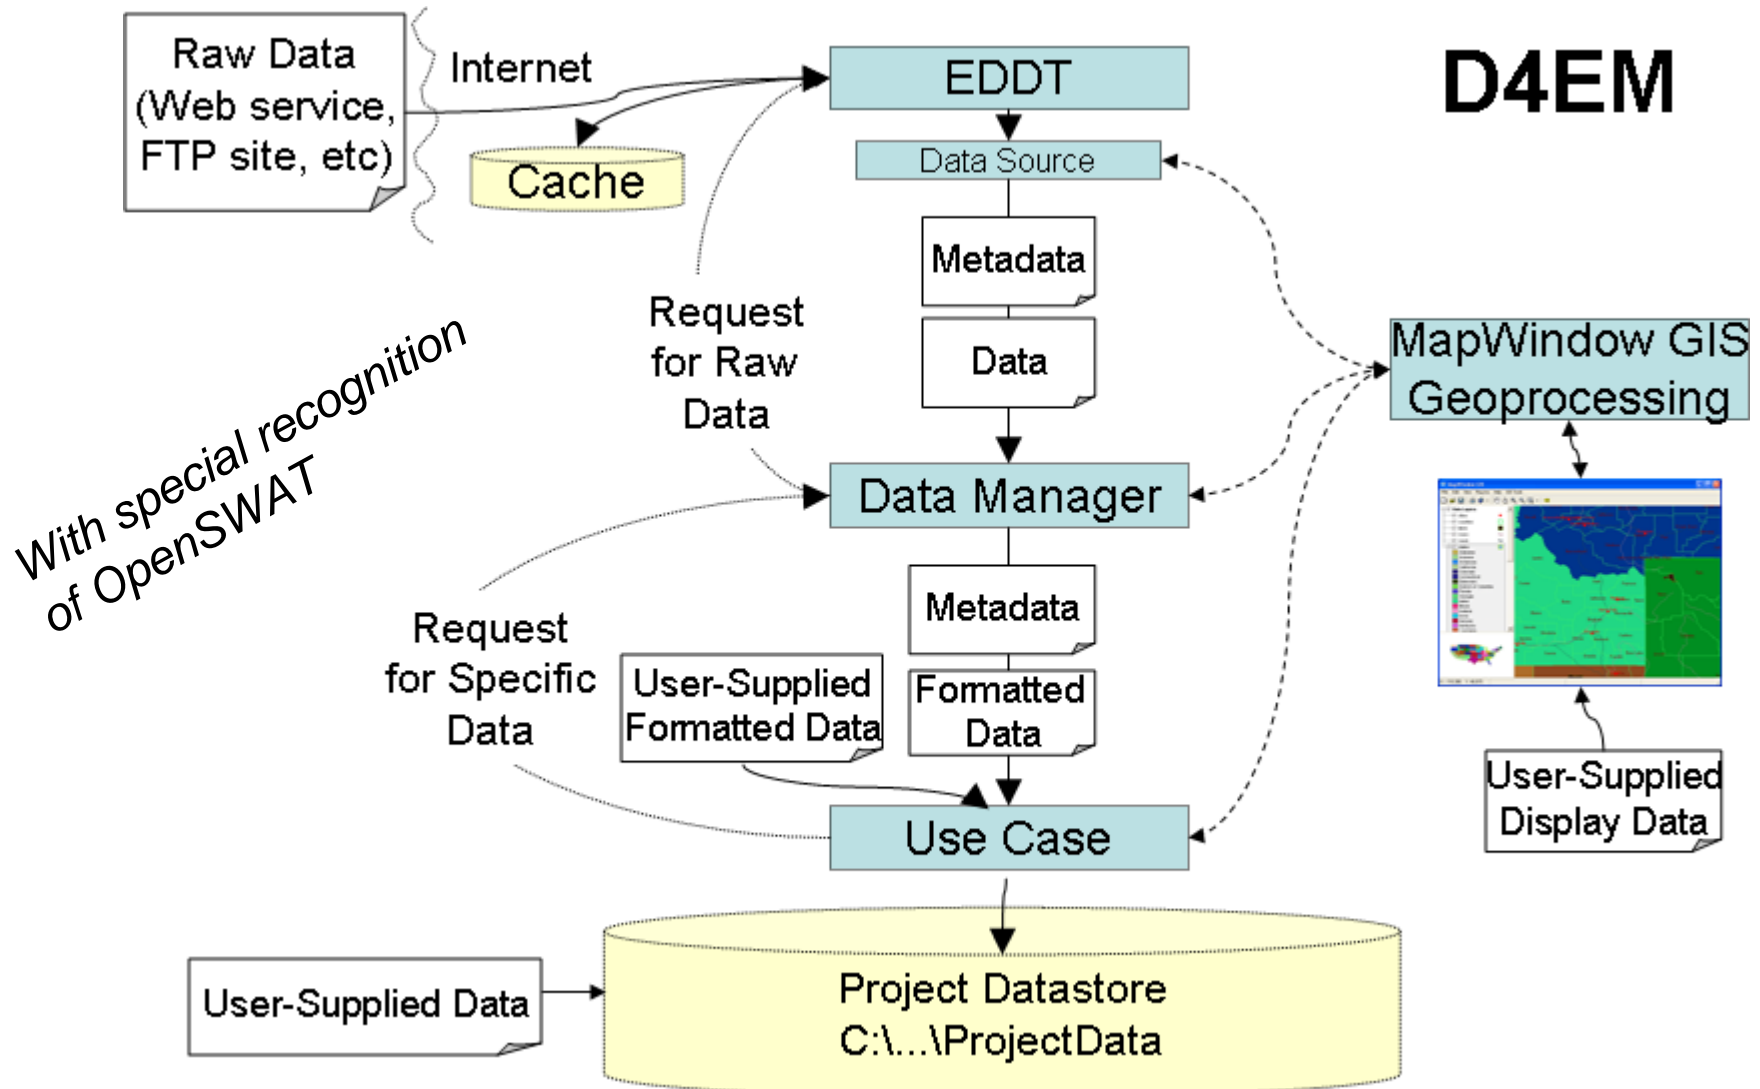 Raw Data
(Web service,
FTP site, etc)
Internet
EDDT
D4EM
Cache
Data Source
Metadata
Request
for Raw
Data
Data
MapWindow GIS
Geoprocessing
With special recognition
of OpenSWAT
Data Manager
Metadata
Request
for Specific
Data
User-Supplied
Formatted Data
Formatted
Data
User-Supplied
Display Data
Use Case
User-Supplied Data
Project Datastore
C:\...\ProjectData